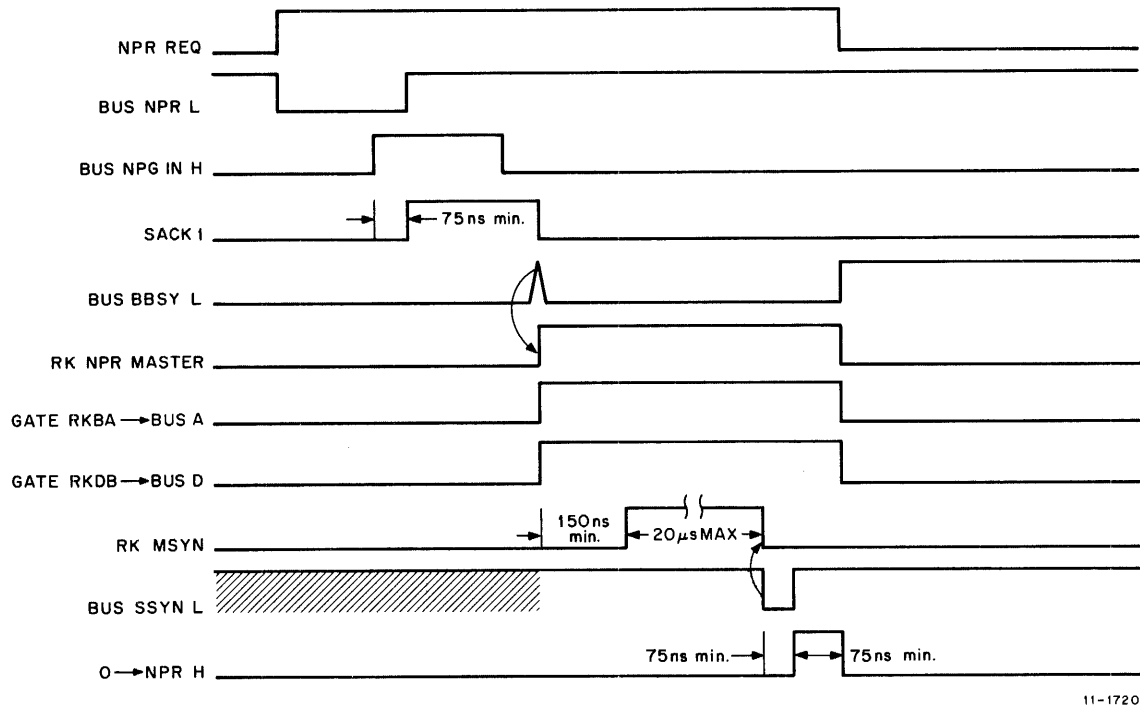 NPR REQ
BUS NPR L
BUS NPG IN H
SACK 1
75ns min.
BUS BBSY L
RK NPR MASTER
GATE RKBA→BUS A
GATE RKDB→BUS D
150ns
min.
20µs MAX
RK MSYN
BUS SSYN L
75ns min.
75ns min.
0→NPR H
11-1720